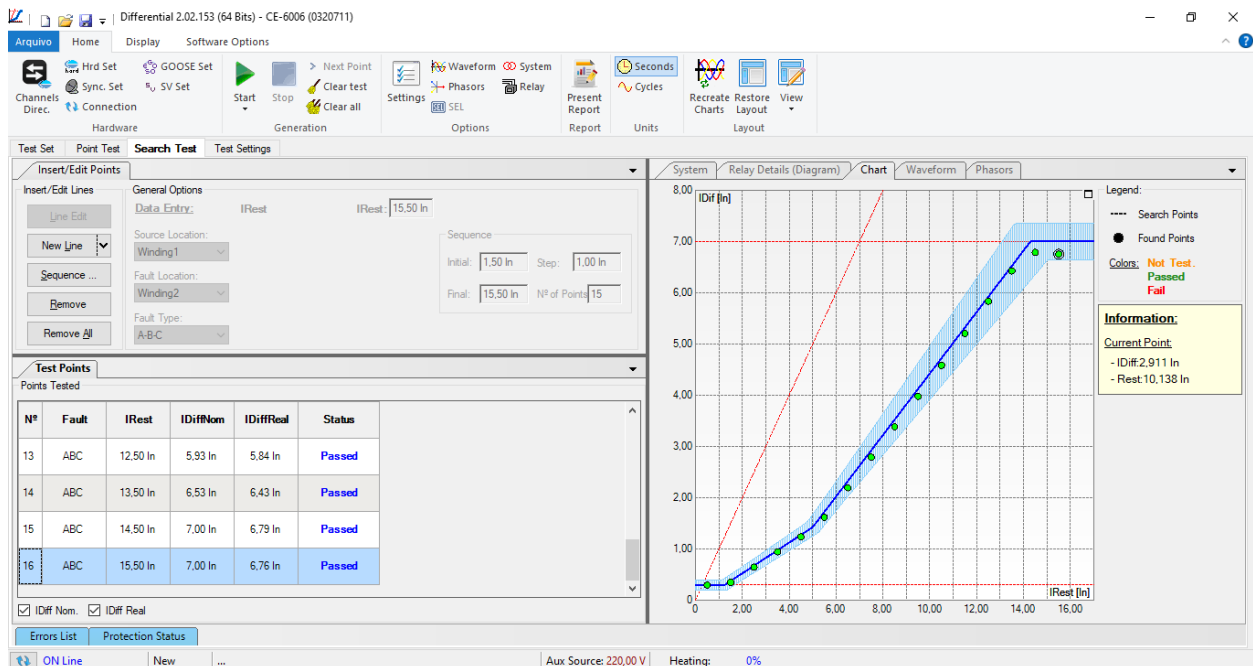 Differential 2.02.153 (64 Bits) - CE-6006 (0320711)
Arquivo Home Display Software Options
Channels Direc.
Hrd Set
Sync. Set
Connection
GOOSE Set
SV Set
Hardware
Start
Stop
Next Point
Clear test
Clear all
Generation
Settings
Waveform
Phasors
SEL
System
Relay
Options
Present Report
Report
Seconds
Cycles
Units
Recreate Charts
Restore Layout
View
Layout
Test Set Point Test Search Test Test Settings
Insert/Edit Points
Insert/Edit Lines
Line Edit
New Line
Sequence ...
Remove
Remove All
General Options
Data Entry: IRest IRest: 15,50 In
Source Location:
Winding1
Fault Location:
Winding2
Fault Type:
A-B-C
Sequence
Initial: 1,50 In Step: 1,00 In
Final: 15,50 In Nº of Points 15
Test Points
Points Tested
Nº Fault IRest IDiffNom IDiffReal Status
13 ABC 12,50 In 5,93 In 5,84 In Passed
14 ABC 13,50 In 6,53 In 6,43 In Passed
15 ABC 14,50 In 7,00 In 6,79 In Passed
16 ABC 15,50 In 7,00 In 6,76 In Passed
IDiff Nom. IDiff Real
Errors List Protection Status
System Relay Details (Diagram) Chart Waveform Phasors
IDif [In]
8,00
7,00
6,00
5,00
4,00
3,00
2,00
1,00
0
0 2,00 4,00 6,00 8,00 10,00 12,00 14,00 16,00
IRest [In]
Legend:
Search Points
Found Points
Colors: Not Test.
Passed
Fail
Information:
Current Point:
- IDiff:2,911 In
- Rest:10,138 In
ON Line New ... Aux Source: 220,00 V Heating: 0%